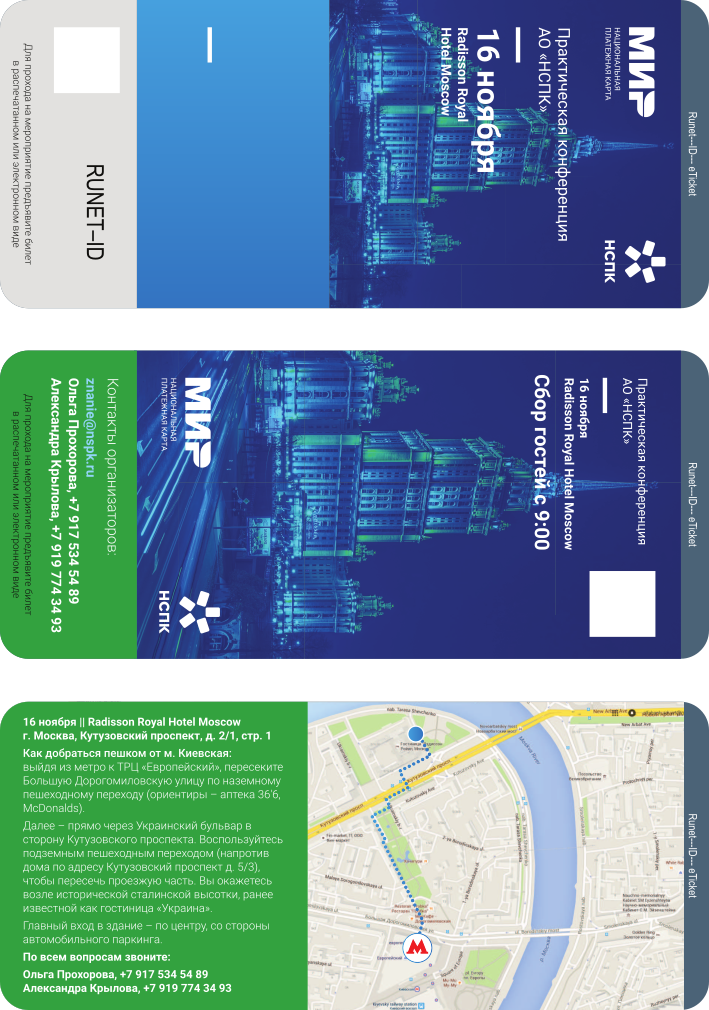 Runet—ID— eTicket
МИР
НАЦИОНАЛЬНАЯ
ПЛАТЕЖНАЯ КАРТА
НСПК
Практическая конференция
АО «НСПК»
16 ноября
Radisson Royal
Hotel Moscow
RUNET—ID
Для прохода на мероприятие предъявите билет
в распечатанном или электронном виде
Runet—ID— eTicket
Практическая конференция
АО «НСПК»
16 ноября
Radisson Royal Hotel Moscow
Сбор гостей с 9:00
МИР
НАЦИОНАЛЬНАЯ
ПЛАТЕЖНАЯ КАРТА
НСПК
Контакты организаторов:
znanie@nspk.ru
Ольга Прохорова, +7 917 534 54 89
Александра Крылова, +7 919 774 34 93
Для прохода на мероприятие предъявите билет
в распечатанном или электронном виде
Runet—ID— eTicket
16 ноября || Radisson Royal Hotel Moscow
г. Москва, Кутузовский проспект, д. 2/1, стр. 1
Как добраться пешком от м. Киевская:
выйдя из метро к ТРЦ «Европейский», пересеките
Большую Дорогомиловскую улицу по наземному
пешеходному переходу (ориентиры – аптека 36'6,
McDonalds).
Далее – прямо через Украинский бульвар в
сторону Кутузовского проспекта. Воспользуйтесь
подземным пешеходным переходом (напротив
дома по адресу Кутузовский проспект д. 5/3),
чтобы пересечь проезжую часть. Вы окажетесь
возле исторической сталинской высотки, ранее
известной как гостиница «Украина».
Главный вход в здание – по центру, со стороны
автомобильного паркинга.
По всем вопросам звоните:
Ольга Прохорова, +7 917 534 54 89
Александра Крылова, +7 919 774 34 93
nab. Tarasa Shevchenko
Кутузовский просп.
Кутузовский просп.
Kutuzovsky Ave
Moskva River
New Arbat Ave